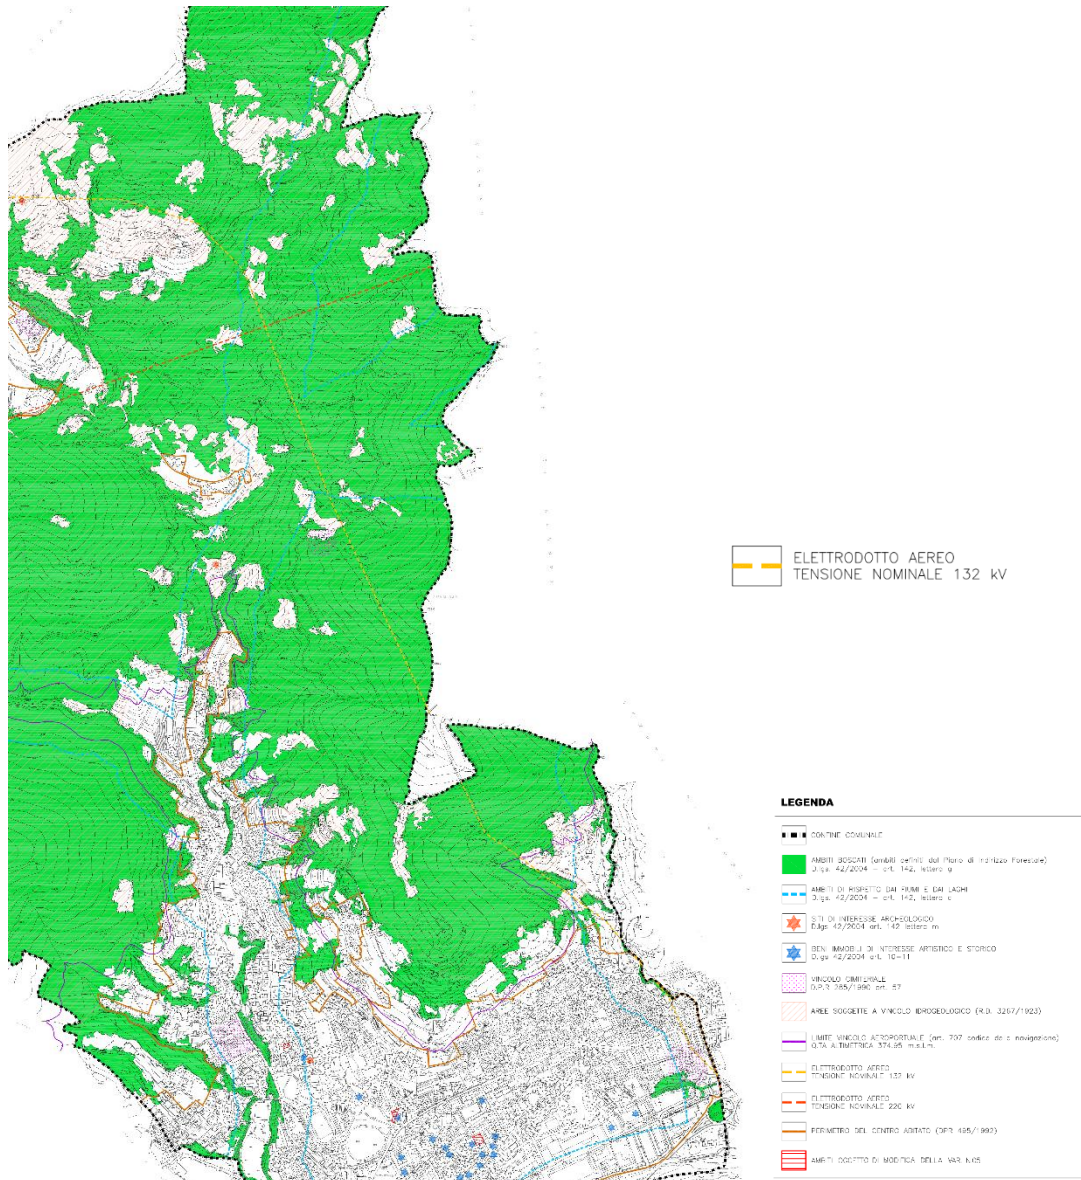 ELETTRODOTTO AEREO
TENSIONE NOMINALE 132 kV
LEGENDA
CONFINE COMUNALE
AMBITI BOSCATI (ambiti definiti dal Piano di Indirizzo Forestale)
D.lgs. 42/2004 - art. 142, lettera g
AMBITI DI RISPETTO DAI FIUMI E DAI LAGHI
D.lgs. 42/2004 - art. 142, lettera c
SITI DI INTERESSE ARCHEOLOGICO
D.lgs 42/2004 art. 142 lettera m
BENI IMMOBILI DI INTERESSE ARTISTICO E STORICO
D.lgs 42/2004 art. 10-11
VINCOLO CIMITERIALE
D.P.R 285/1990 art. 57
AREE SOGGETTE A VINCOLO IDROGEOLOGICO (R.D. 3267/1923)
LIMITE VINCOLO AEROPORTUALE (art. 707 codice della navigazione)
QUOTA ALTIMETRICA 374.95 m.s.l.m.
ELETTRODOTTO AEREO
TENSIONE NOMINALE 132 kV
ELETTRODOTTO AEREO
TENSIONE NOMINALE 220 kV
PERIMETRO DEL CENTRO ABITATO (DPR 495/1992)
AMBITI OGGETTO DI MODIFICA DELLA VAR. N.05